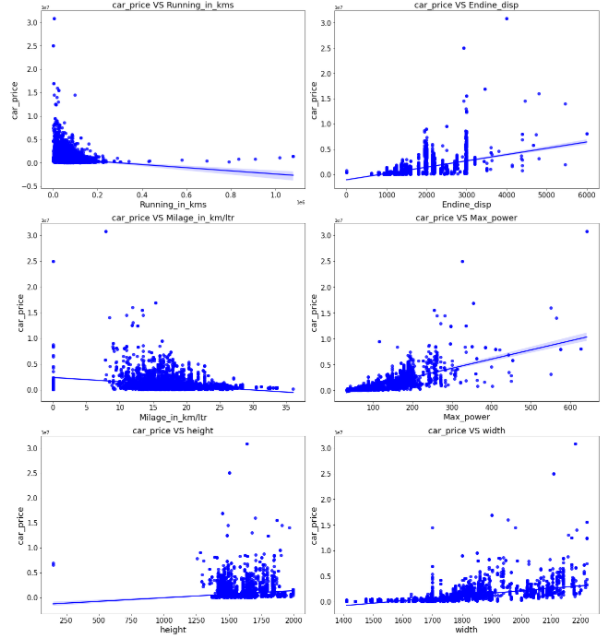 car_price VS Running_in_kms
1e7
3.0
2.5
2.0
1.5
1.0
0.5
0.0
−0.5
car_price
0.0 0.2 0.4 0.6 0.8 1.0
Running_in_kms
1e6
car_price VS Endine_disp
1e7
3.0
2.5
2.0
1.5
1.0
0.5
0.0
car_price
0 1000 2000 3000 4000 5000 6000
Endine_disp
car_price VS Milage_in_km/ltr
1e7
3.0
2.5
2.0
1.5
1.0
0.5
0.0
car_price
0 5 10 15 20 25 30 35
Milage_in_km/ltr
car_price VS Max_power
1e7
3.0
2.5
2.0
1.5
1.0
0.5
0.0
car_price
100 200 300 400 500 600
Max_power
car_price VS height
1e7
3.0
2.5
2.0
1.5
1.0
0.5
0.0
car_price
250 500 750 1000 1250 1500 1750 2000
height
car_price VS width
1e7
3.0
2.5
2.0
1.5
1.0
0.5
0.0
car_price
1400 1500 1600 1700 1800 1900 2000 2100 2200
width